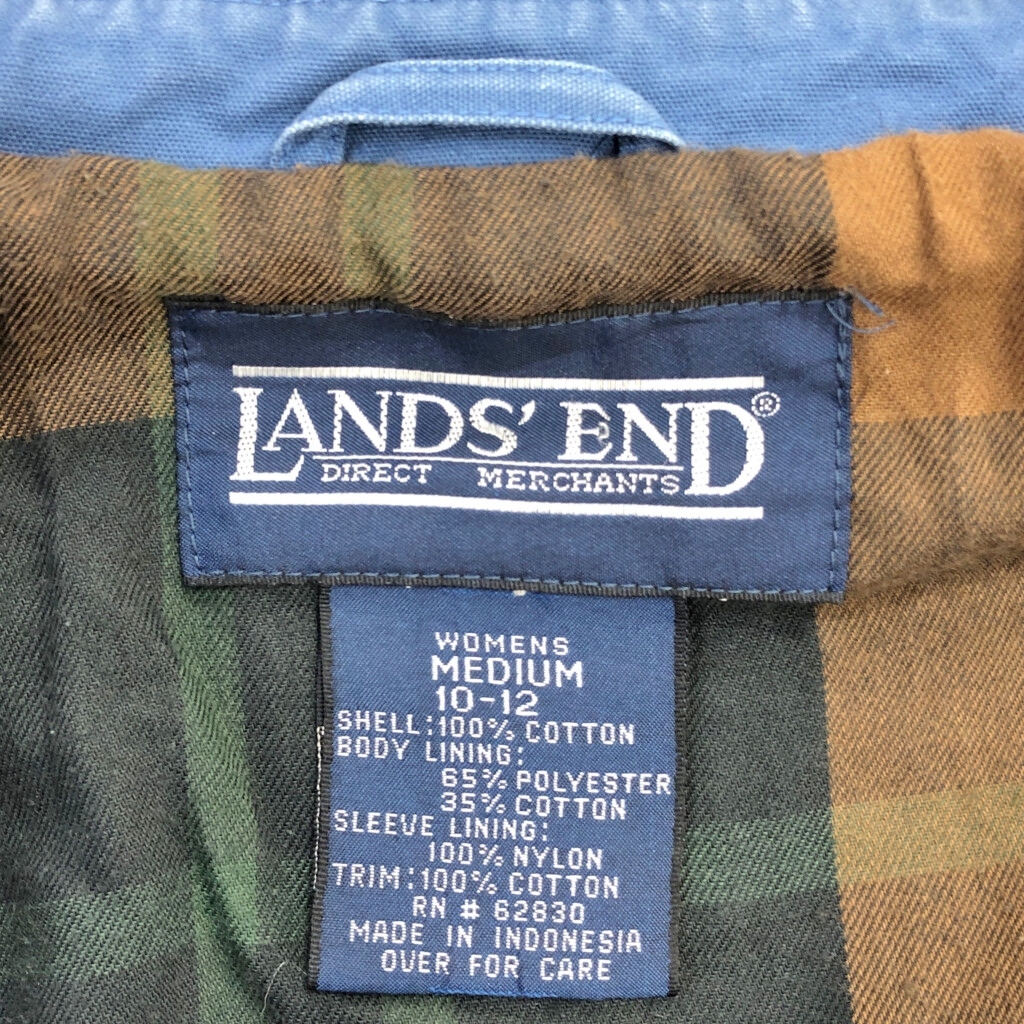 LANDS' END®
DIRECT MERCHANTS
WOMENS
MEDIUM
10-12
SHELL:100% COTTON
BODY LINING:
65% POLYESTER
35% COTTON
SLEEVE LINING:
100% NYLON
TRIM:100% COTTON
RN # 62830
MADE IN INDONESIA
OVER FOR CARE